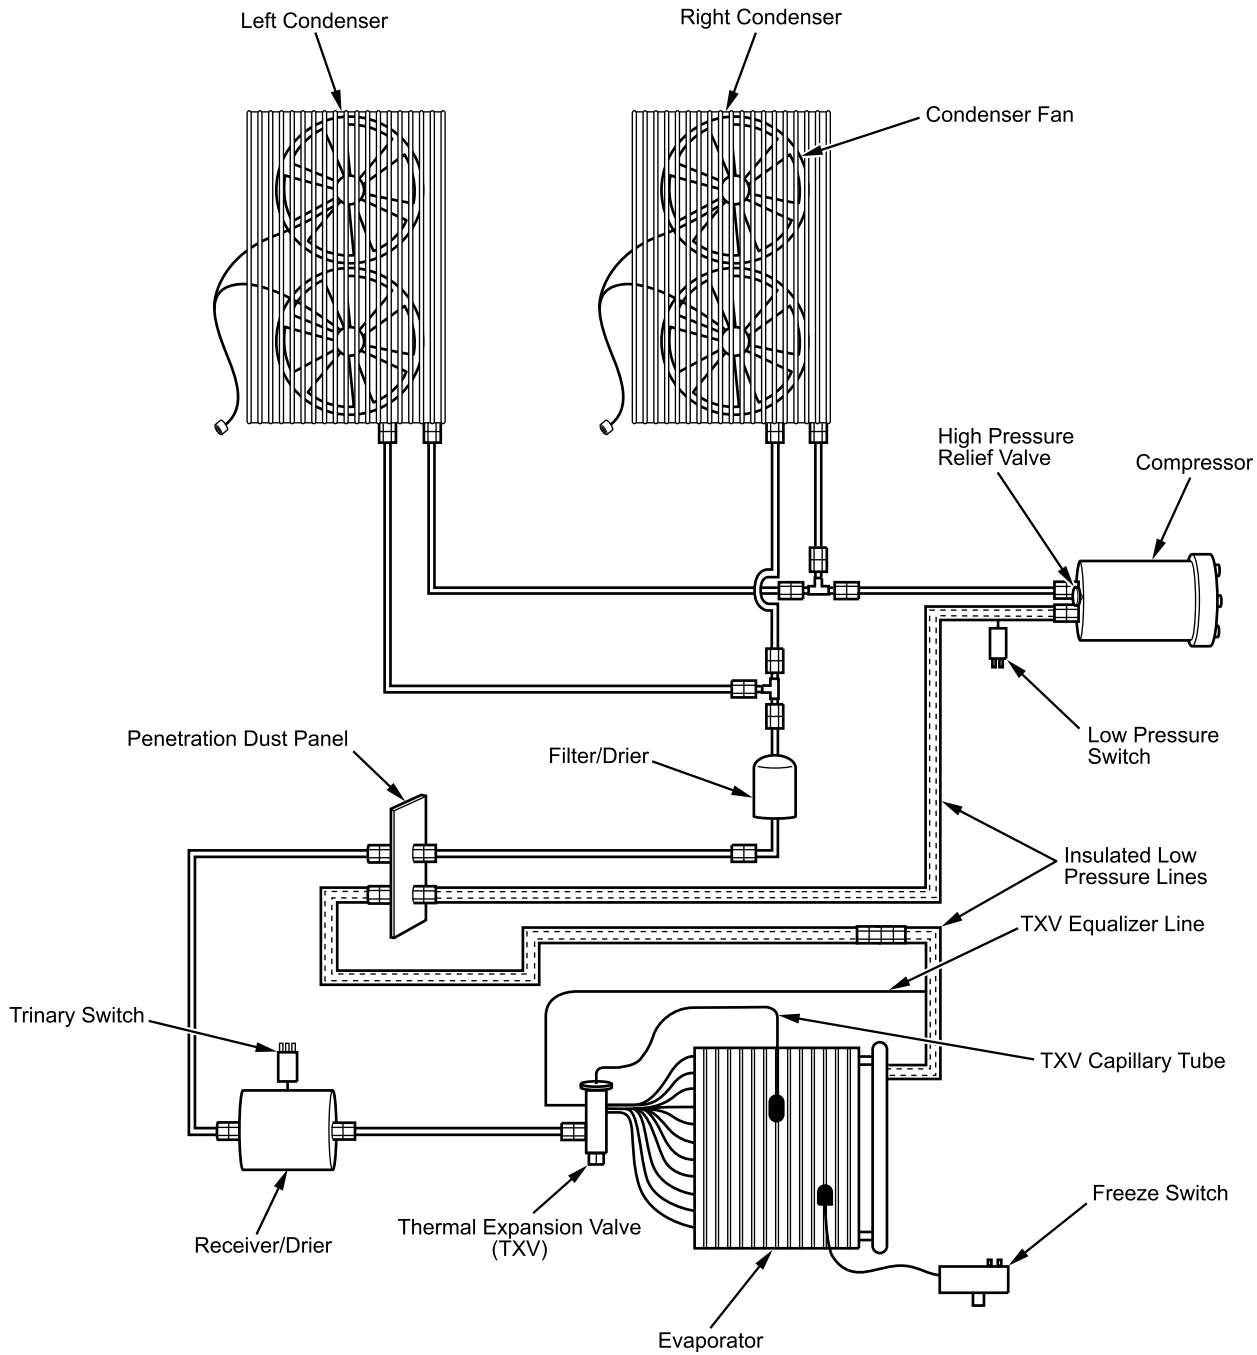 Left Condenser
Right Condenser
Condenser Fan
High Pressure
Relief Valve
Compressor
Low Pressure
Switch
Penetration Dust Panel
Filter/Drier
Insulated Low
Pressure Lines
TXV Equalizer Line
Trinary Switch
TXV Capillary Tube
Freeze Switch
Thermal Expansion Valve
(TXV)
Receiver/Drier
Evaporator